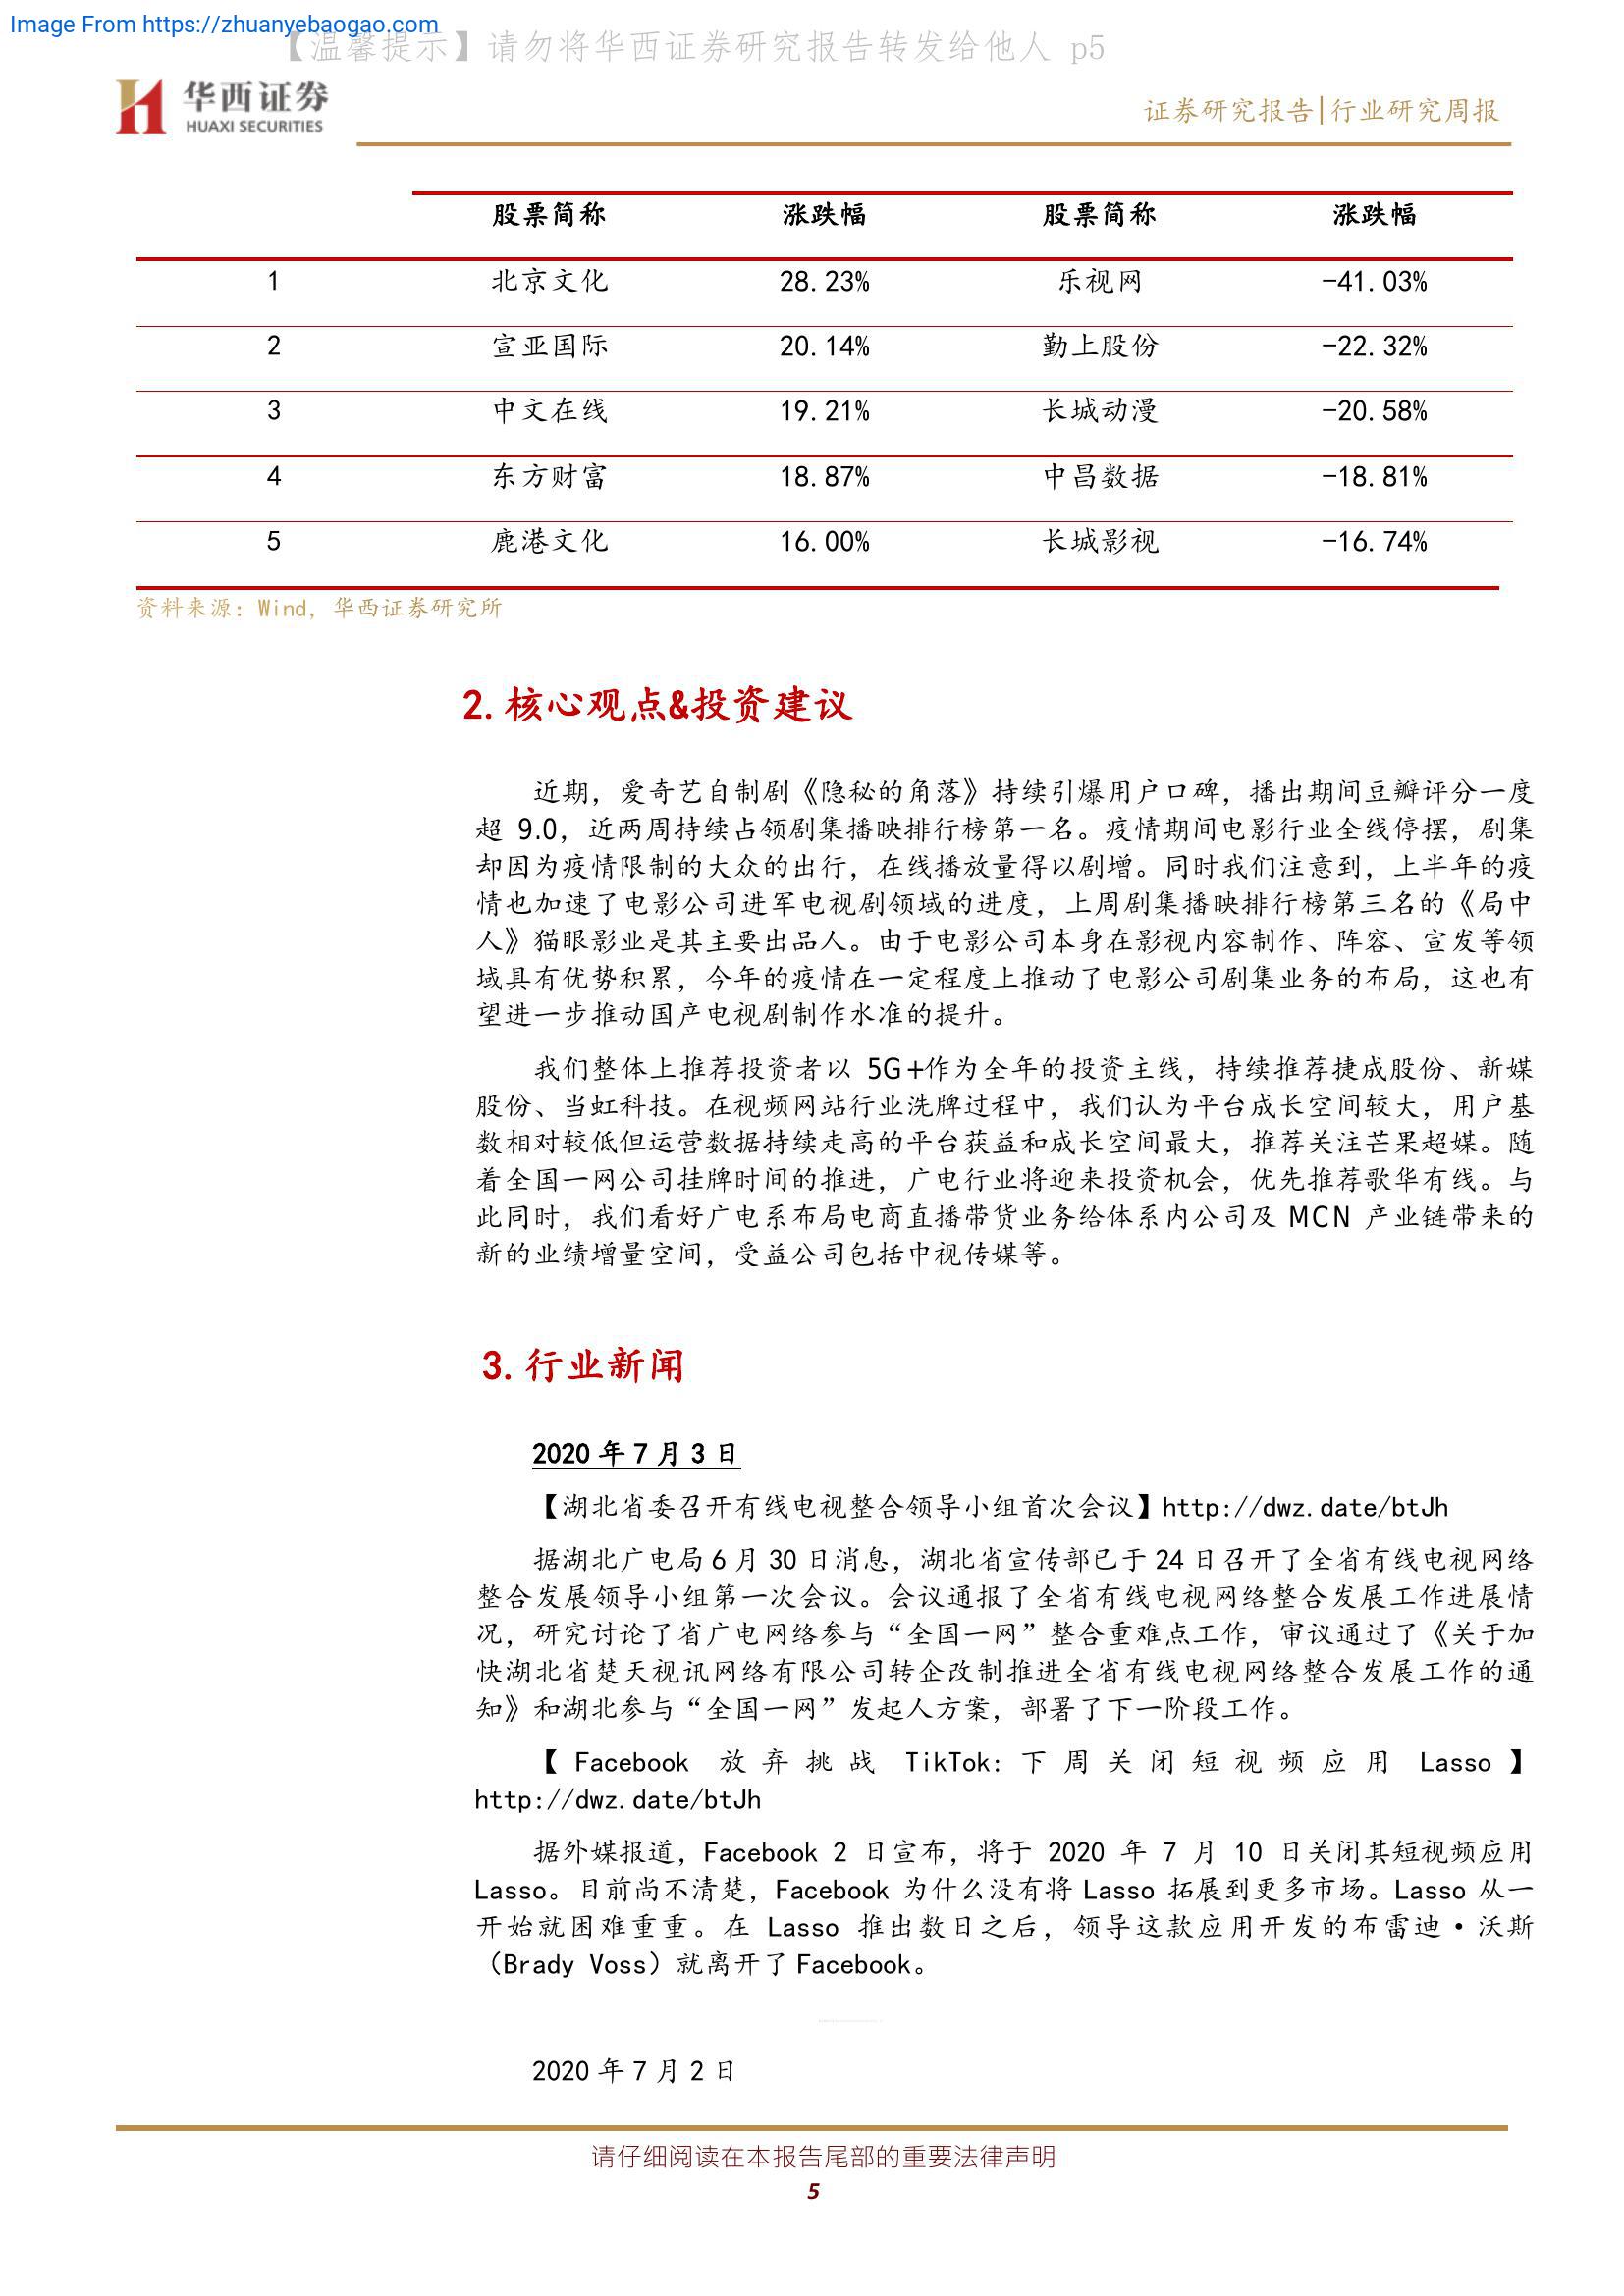 Image From https://zhuanyebaogao.com
【温馨提示】请勿将华西证券研究报告转发给他人 p5
华西证券
HUAXI SECURITIES
证券研究报告|行业研究周报
股票简称 涨跌幅 股票简称 涨跌幅
1 北京文化 28.23% 乐视网 -41.03%
2 宣亚国际 20.14% 勤上股份 -22.32%
3 中文在线 19.21% 长城动漫 -20.58%
4 东方财富 18.87% 中昌数据 -18.81%
5 鹿港文化 16.00% 长城影视 -16.74%
资料来源：Wind，华西证券研究所
2.核心观点&投资建议
近期，爱奇艺自制剧《隐秘的角落》持续引爆用户口碑，播出期间豆瓣评分一度
超 9.0，近两周持续占领剧集播映排行榜第一名。疫情期间电影行业全线停摆，剧集
却因为疫情限制的大众的出行，在线播放量得以剧增。同时我们注意到，上半年的疫
情也加速了电影公司进军电视剧领域的进度，上周剧集播映排行榜第三名的《局中
人》猫眼影业是其主要出品人。由于电影公司本身在影视内容制作、阵容、宣发等领
域具有优势积累，今年的疫情在一定程度上推动了电影公司剧集业务的布局，这也有
望进一步推动国产电视剧制作水准的提升。
我们整体上推荐投资者以 5G+作为全年的投资主线，持续推荐捷成股份、新媒
股份、当虹科技。在视频网站行业洗牌过程中，我们认为平台成长空间较大，用户基
数相对较低但运营数据持续走高的平台获益和成长空间最大，推荐关注芒果超媒。随
着全国一网公司挂牌时间的推进，广电行业将迎来投资机会，优先推荐歌华有线。与
此同时，我们看好广电系布局电商直播带货业务给体系内公司及 MCN 产业链带来的
新的业绩增量空间，受益公司包括中视传媒等。
3.行业新闻
2020 年 7 月 3 日
【湖北省委召开有线电视整合领导小组首次会议】http://dwz.date/btJh
据湖北广电局 6 月 30 日消息，湖北省宣传部已于 24 日召开了全省有线电视网络
整合发展领导小组第一次会议。会议通报了全省有线电视网络整合发展工作进展情
况，研究讨论了省广电网络参与“全国一网”整合重难点工作，审议通过了《关于加
快湖北省楚天视讯网络有限公司转企改制推进全省有线电视网络整合发展工作的通
知》和湖北参与“全国一网”发起人方案，部署了下一阶段工作。
【 Facebook 放弃挑战 TikTok:下周关闭短视频应用 Lasso 】
http://dwz.date/btJh
据外媒报道，Facebook 2 日宣布，将于 2020 年 7 月 10 日关闭其短视频应用
Lasso。目前尚不清楚，Facebook 为什么没有将 Lasso 拓展到更多市场。Lasso 从一
开始就困难重重。在 Lasso 推出数日之后，领导这款应用开发的布雷迪·沃斯
（Brady Voss）就离开了 Facebook。
2020 年 7 月 2 日
请仔细阅读在本报告尾部的重要法律声明
5